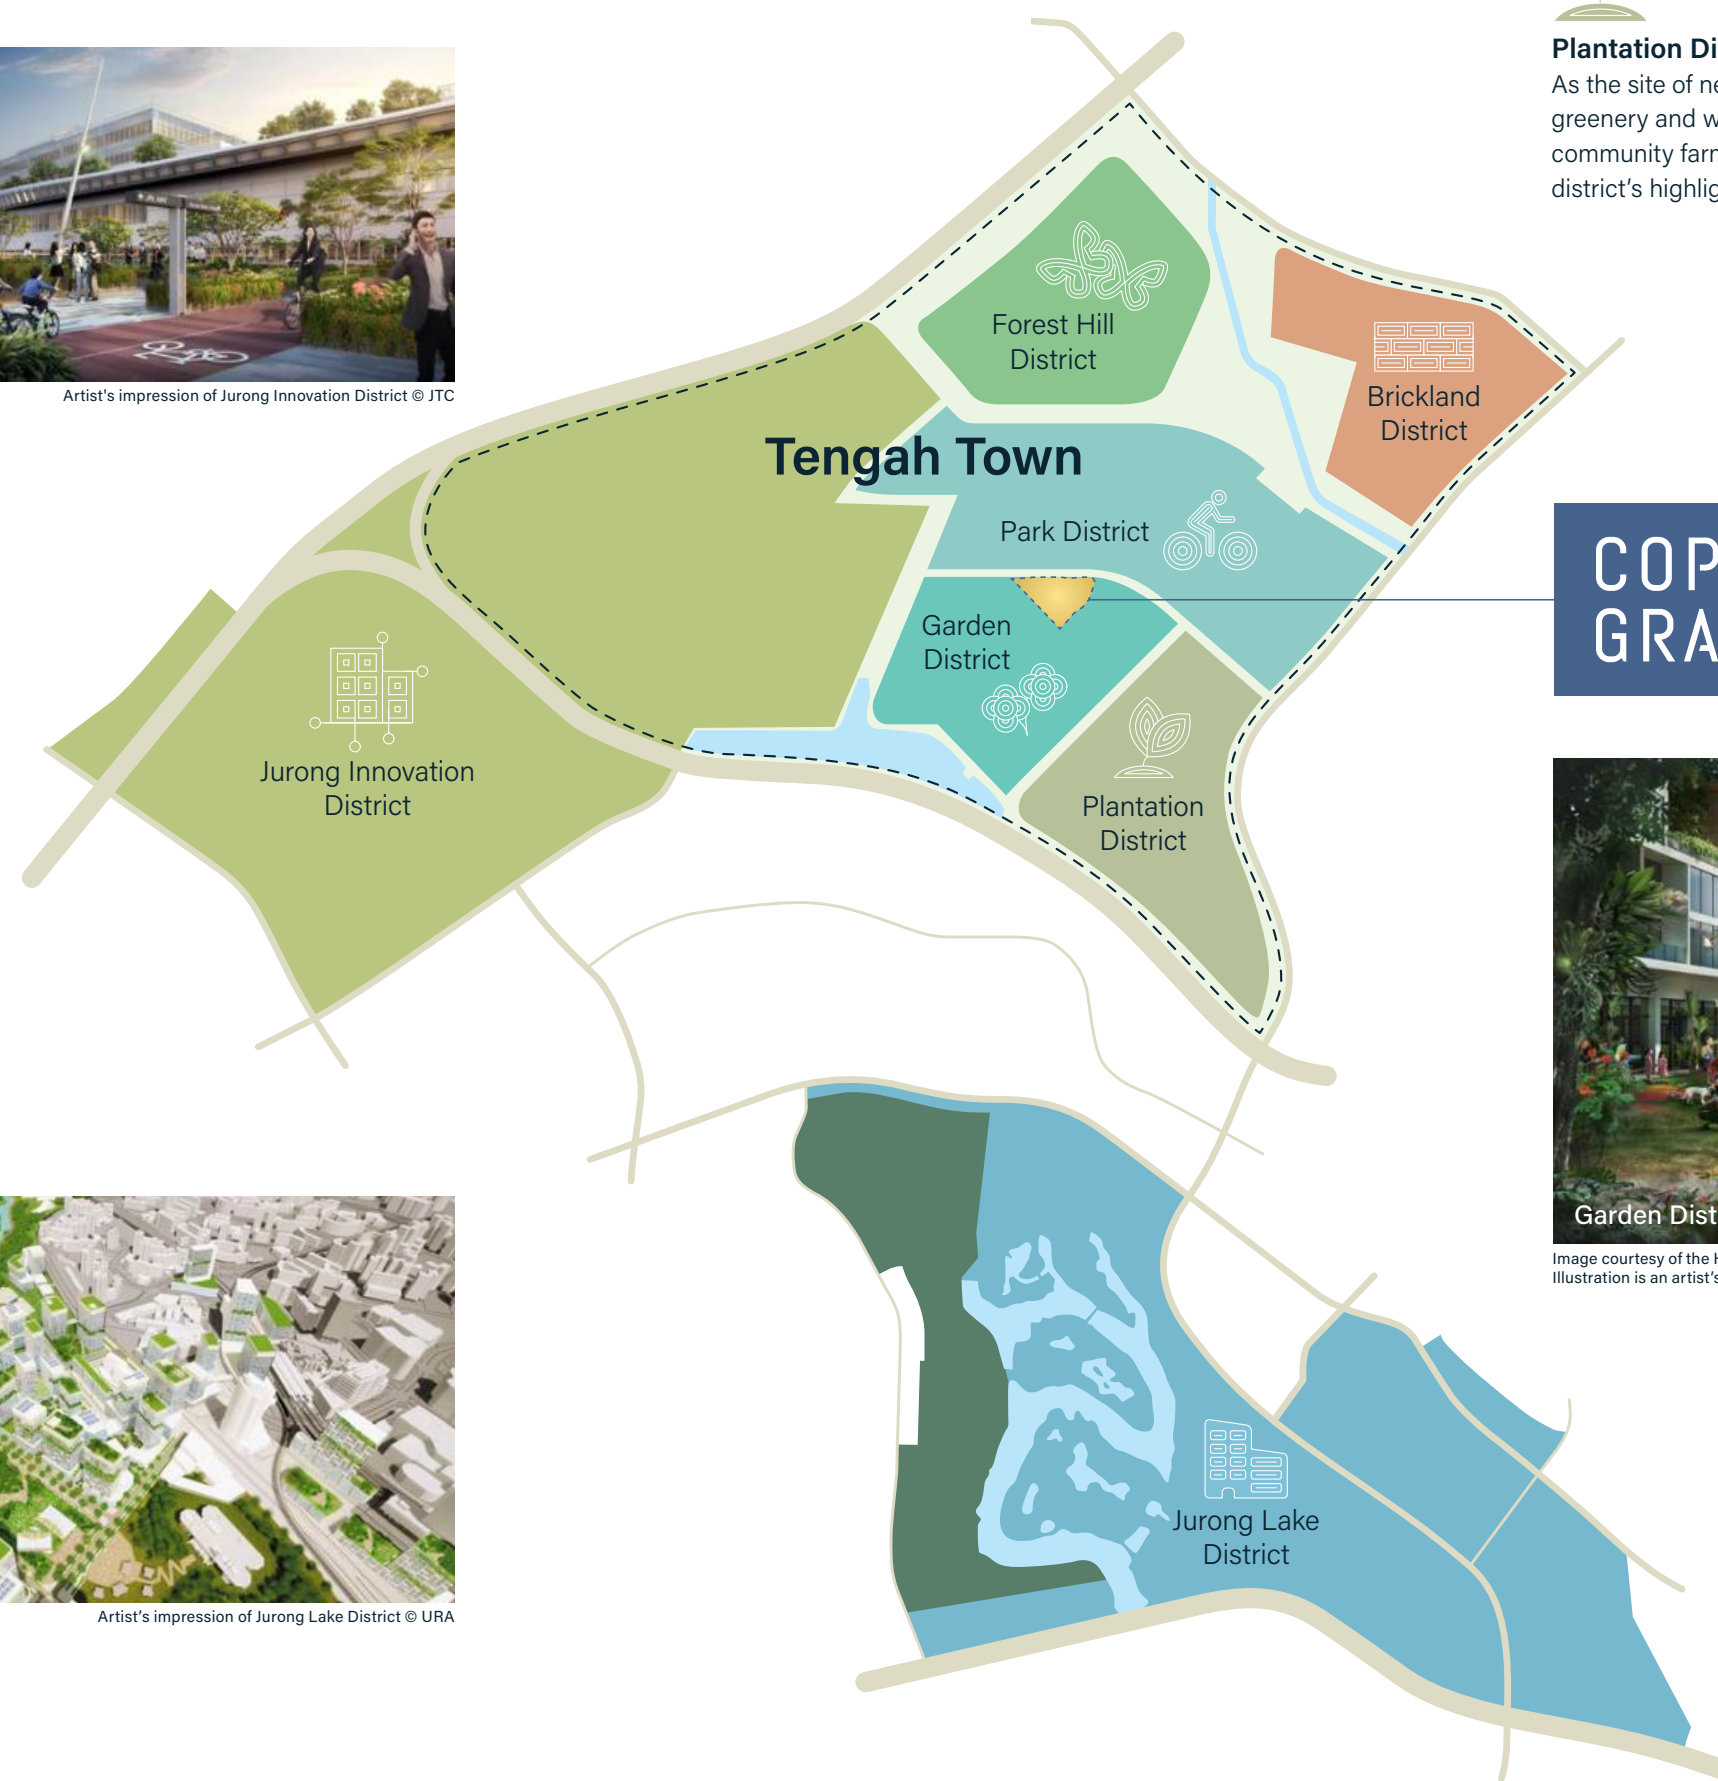 Plantation Di
As the site of ne
greenery and w
community farm
district's highlig
Artist's impression of Jurong Innovation District © JTC
Forest Hill
District
Brickland
District
Tengah Town
Park District
COP
GRA
Garden
District
Jurong Innovation
District
Plantation
District
Garden Dist
Image courtesy of the H
Illustration is an artist's
Jurong Lake
District
Artist's impression of Jurong Lake District © URA